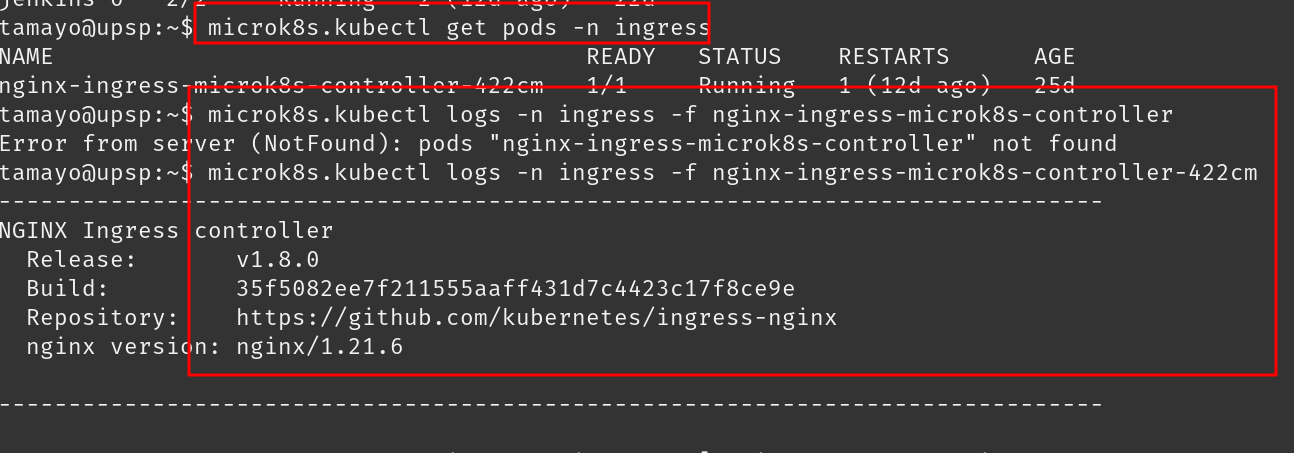 jenkins-0   2/2     Running   2 (12d ago)   22d
tamayo@upsp:~$ microk8s.kubectl get pods -n ingress
NAME                                      READY   STATUS    RESTARTS      AGE
nginx-ingress-microk8s-controller-422cm   1/1     Running   1 (12d ago)   25d
tamayo@upsp:~$ microk8s.kubectl logs -n ingress -f nginx-ingress-microk8s-controller
Error from server (NotFound): pods "nginx-ingress-microk8s-controller" not found
tamayo@upsp:~$ microk8s.kubectl logs -n ingress -f nginx-ingress-microk8s-controller-422cm
-------------------------------------------------------------------------------
NGINX Ingress controller
  Release:       v1.8.0
  Build:         35f5082ee7f211555aaff431d7c4423c17f8ce9e
  Repository:    https://github.com/kubernetes/ingress-nginx
  nginx version: nginx/1.21.6
-------------------------------------------------------------------------------